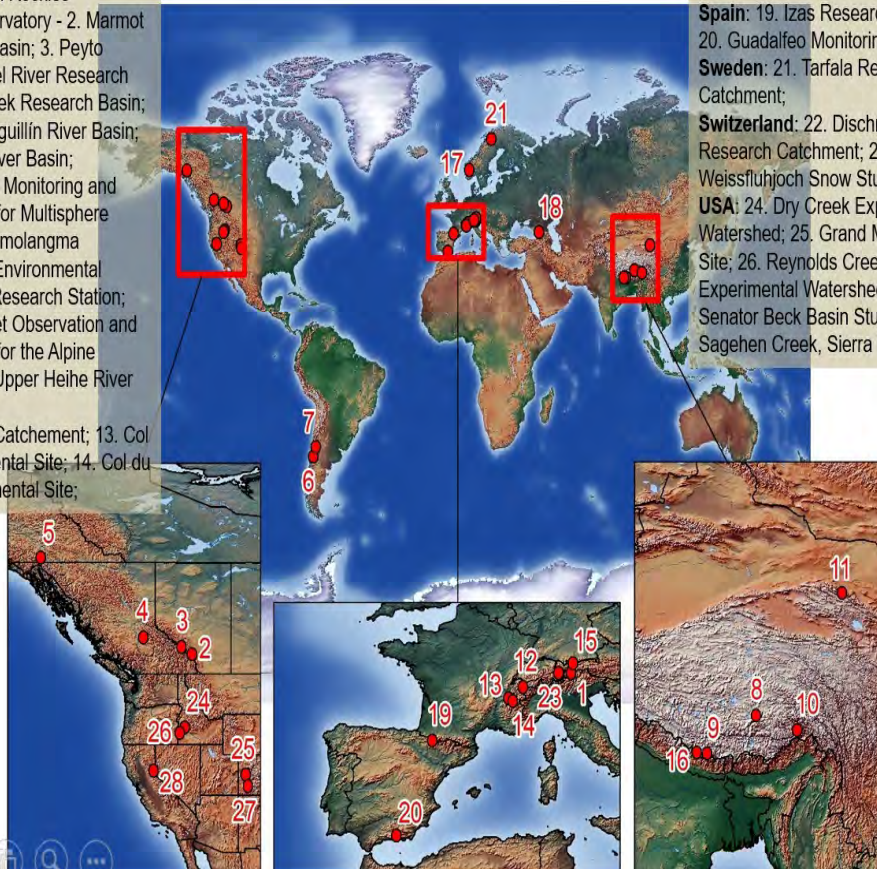 rvatory - 2. Marmot
asin; 3. Peyto
el River Research
ek Research Basin;
guillín River Basin;
ver Basin;
Monitoring and
for Multisphere
molangma
Environmental
Research Station;
et Observation and
for the Alpine
Upper Heihe River
Catchement; 13. Col
ental Site; 14. Col du
mental Site;
Spain: 19. Izas Resear
20. Guadalfeo Monitorin
Sweden: 21. Tarfala Re
Catchment;
Switzerland: 22. Dischm
Research Catchment; 2
Weissfluhjoch Snow Stu
USA: 24. Dry Creek Exp
Watershed; 25. Grand M
Site; 26. Reynolds Cree
Experimental Watershed
Senator Beck Basin Stu
Sagehen Creek, Sierra
21
17
18
7
6
5
4
3
2
24
26
25
28
27
15
12
13
23
1
14
19
20
11
8
10
9
16